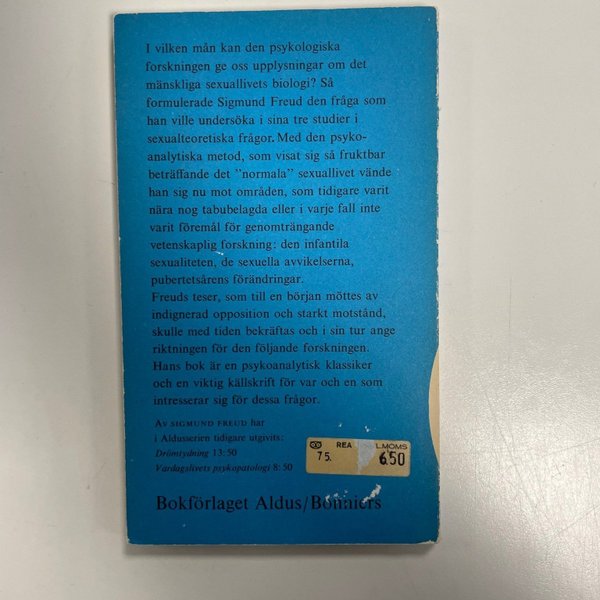 I vilken mån kan den psykologiska
forskningen ge oss upplysningar om det
mänskliga sexuallivets biologi? Så
formulerade Sigmund Freud den fråga som
han ville undersöka i sina tre studier i
sexualteoretiska frågor. Med den psyko-
analytiska metod, som visat sig så fruktbar
beträffande det ”normala” sexuallivet vände
han sig nu mot områden, som tidigare varit
nära nog tabubelagda eller i varje fall inte
varit föremål för genomträngande
vetenskaplig forskning: den infantila
sexualiteten, de sexuella avvikelserna,
pubertetsårens förändringar.
Freuds teser, som till en början möttes av
indignerad opposition och starkt motstånd,
skulle med tiden bekräftas och i sin tur ange
riktningen för den följande forskningen.
Hans bok är en psykoanalytisk klassiker
och en viktig källskrift för var och en som
intresserar sig för dessa frågor.
AV SIGMUND FREUD har
i Aldusserien tidigare utgivits:
Drömtydning 13:50
Vardagslivets psykopatologi 8:50
REA L.MOMS
75. 6.50
Bokförlaget Aldus/Bonniers